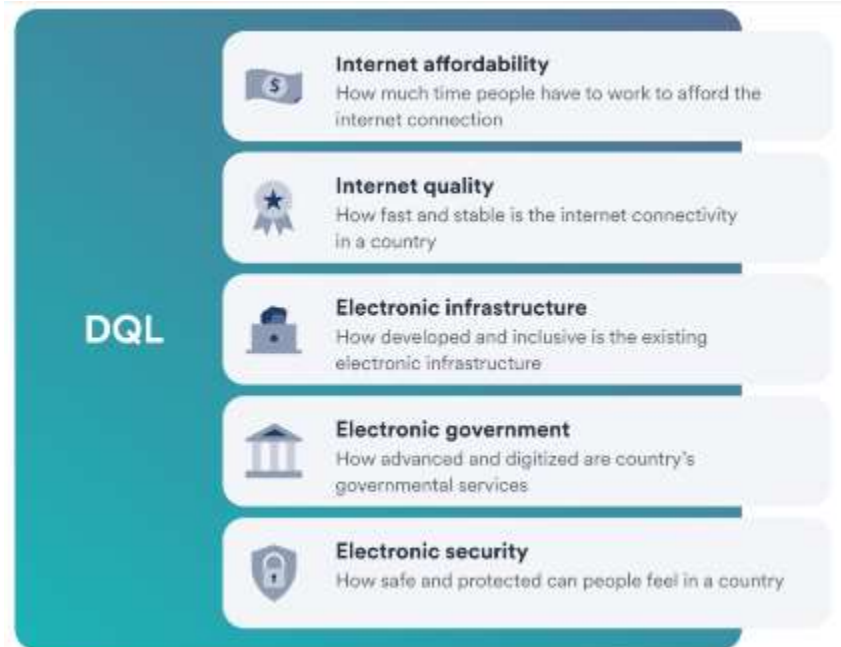 DQL
Internet affordability
How much time people have to work to afford the
internet connection
Internet quality
How fast and stable is the internet connectivity
in a country
Electronic infrastructure
How developed and inclusive is the existing
electronic infrastructure
Electronic government
How advanced and digitized are country's
governmental services
Electronic security
How safe and protected can people feel in a country
$